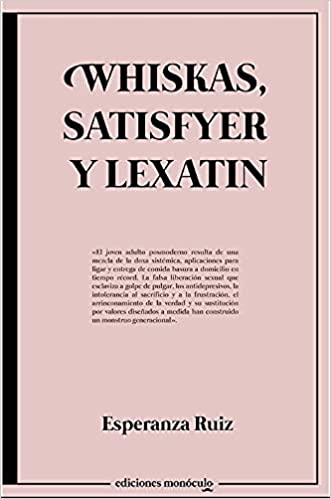 WHISKAS,
SATISFYER
Y LEXATIN
«El joven adulto posmoderno resulta de una
mezcla de la doxa sistémica, aplicaciones para
ligar y entrega de comida basura a domicilio en
tiempo récord. La falsa liberación sexual que
esclaviza a golpe de pulgar, los antidepresivos, la
intolerancia al sacrificio y a la frustración, el
arrinconamiento de la verdad y su sustitución
por valores diseñados a medida han construido
un monstruo generacional».
Esperanza Ruiz
ediciones monóculo